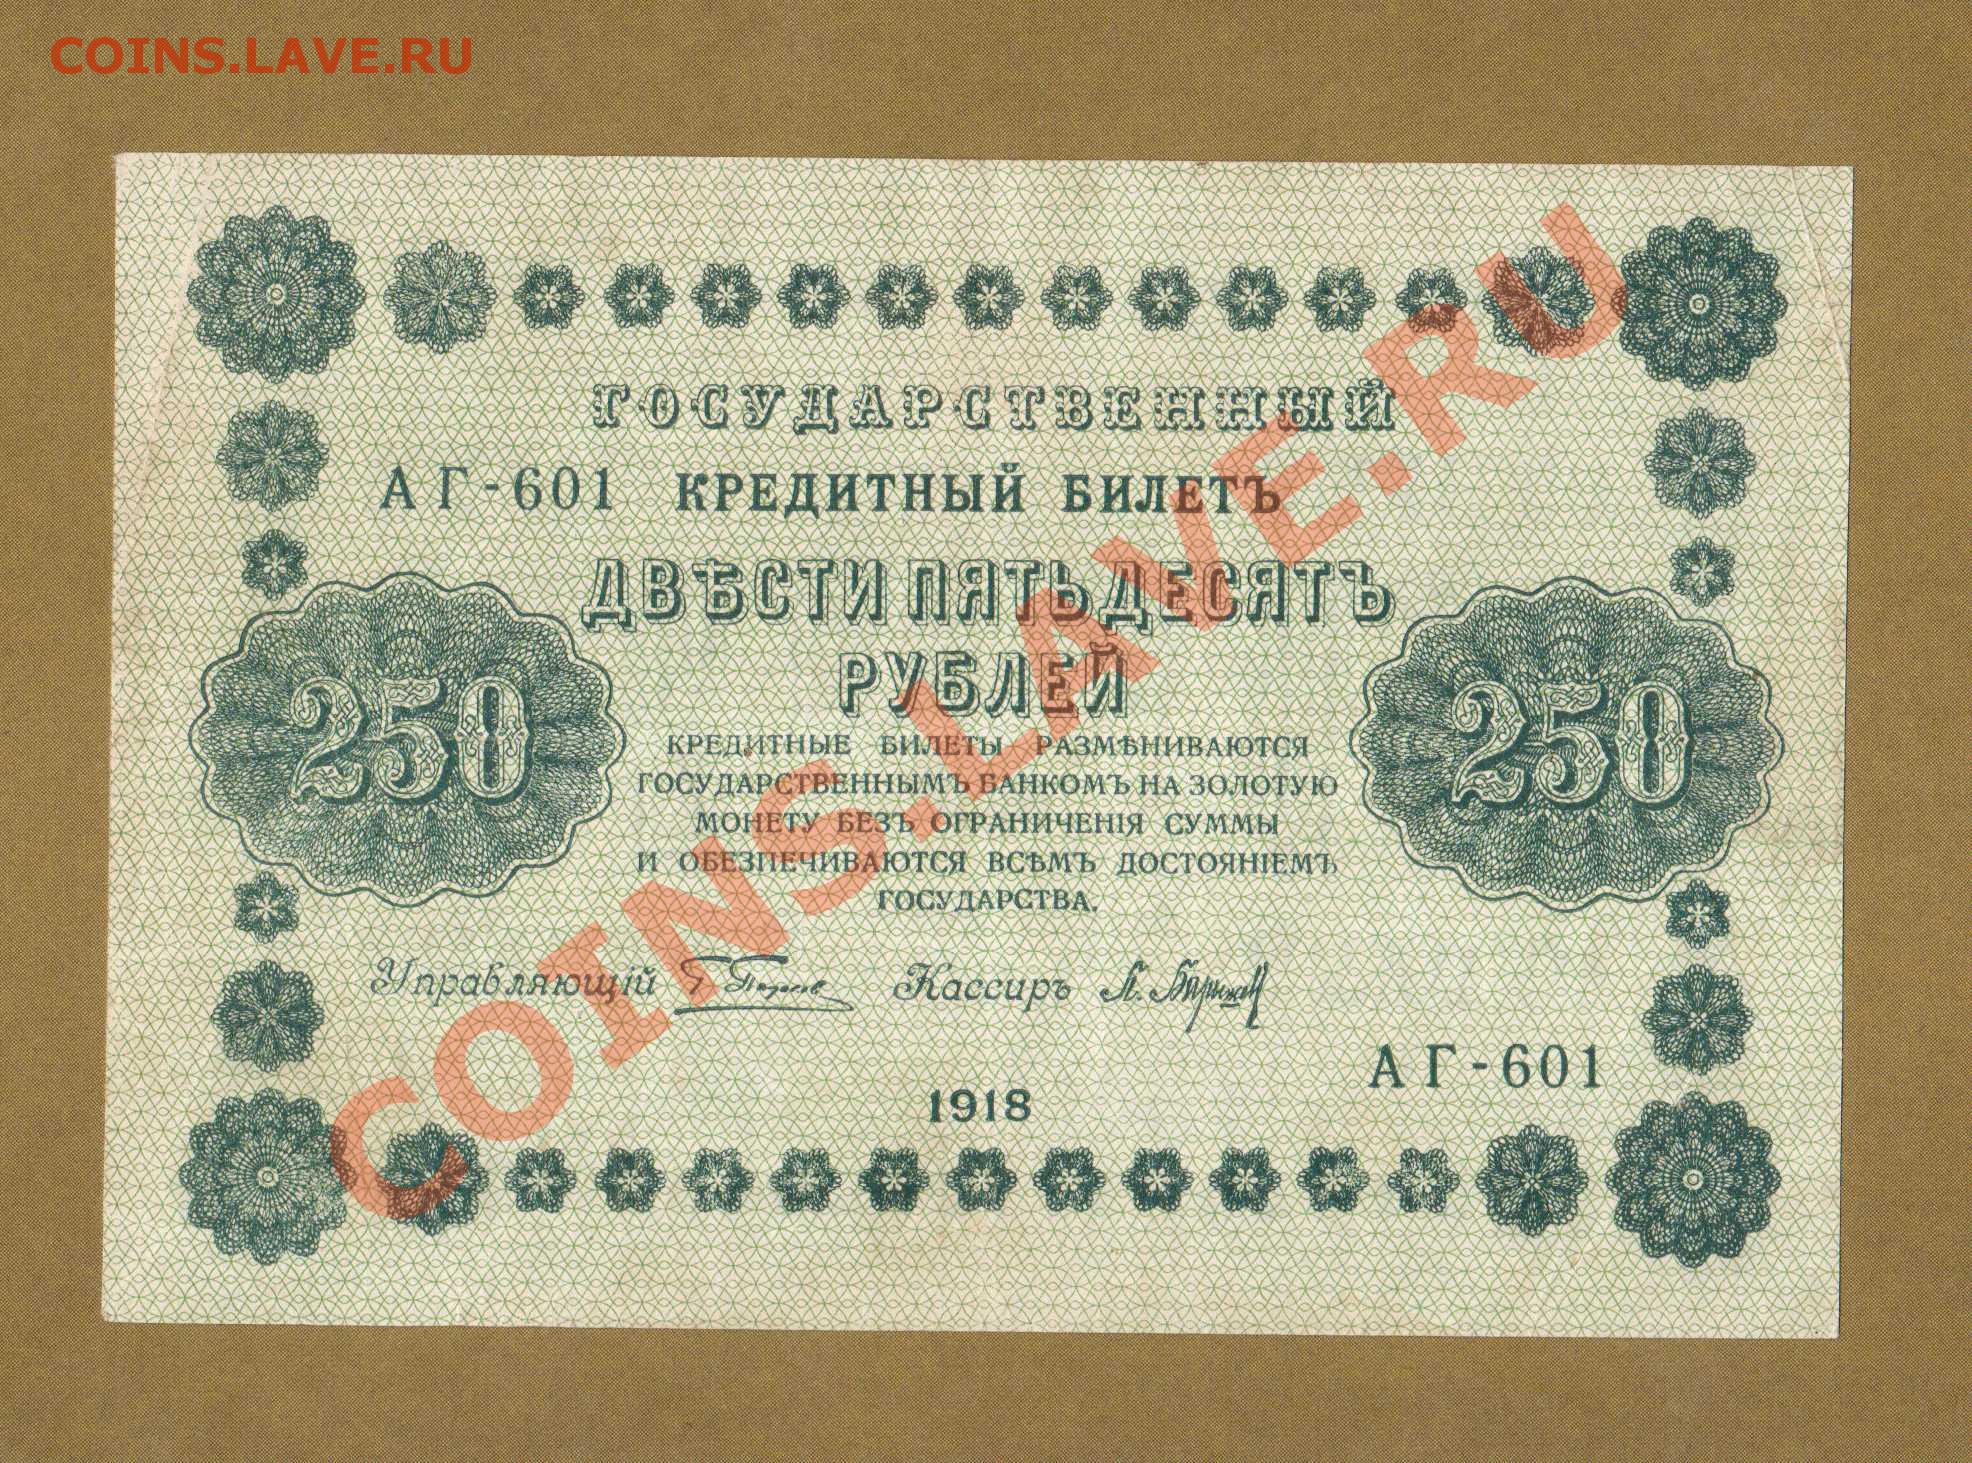 COINS.LAVE.RU
ГОСУДАРСТВЕННЫЙ
АГ-601 КРЕДИТНЫЙ БИЛЕТЪ
ДВѢСТИ ПЯТЬДЕСЯТЪ
РУБЛЕЙ
250
250
КРЕДИТНЫЕ БИЛЕТЫ РАЗМѢНИВАЮТСЯ
ГОСУДАРСТВЕННЫМЪ БАНКОМЪ НА ЗОЛОТУЮ
МОНЕТУ БЕЗЪ ОГРАНИЧЕНІЯ СУММЫ
И ОБЕЗПЕЧИВАЮТСЯ ВСѢМЪ ДОСТОЯНІЕМЪ
ГОСУДАРСТВА.
Управляющій Кассиръ
АГ-601
1918
COINS.LAVE.RU